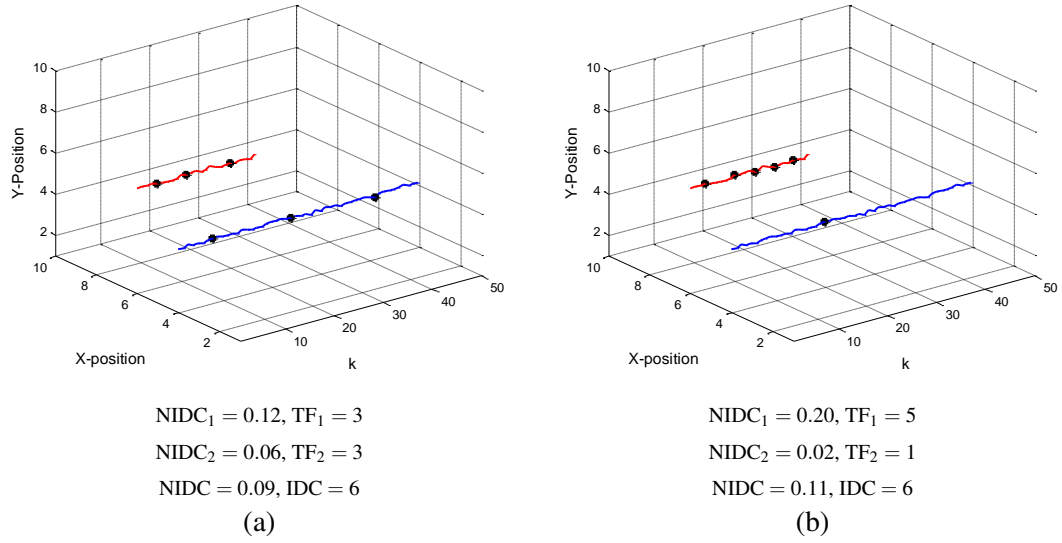 10
8
6
4
2
Y-Position
10
8
6
4
2
X-position
10
20
30
40
50
k
NIDC₁ = 0.12, TF₁ = 3
NIDC₂ = 0.06, TF₂ = 3
NIDC = 0.09, IDC = 6
(a)
10
8
6
4
2
Y-Position
10
8
6
4
2
X-position
10
20
30
40
50
k
NIDC₁ = 0.20, TF₁ = 5
NIDC₂ = 0.02, TF₂ = 1
NIDC = 0.11, IDC = 6
(b)